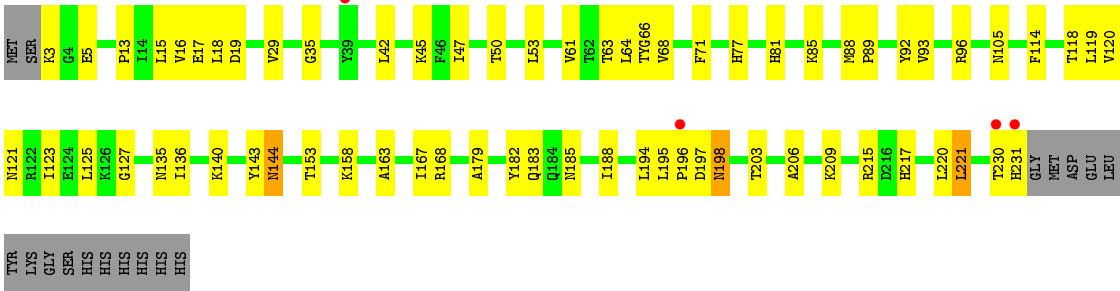 MET SER K3 G4 E5 P13 I14 L15 V16 E17 L18 D19 V29 G35 Y39 L42 K45 F46 I47 T50 L53 V61 T62 T63 L64 TYG66 V68 F71 H77 H81 K85 M88 P89 Y92 V93 R96 N105 F114 T118 L119 V120
N121 R122 I123 E124 L125 K126 G127 N135 I136 K140 Y143 N144 T153 K158 A163 I167 R168 A179 Y182 Q183 Q184 N185 I188 L194 L195 P196 D197 N198 T203 A206 K209 R215 D216 H217 L220 L221 T230 H231 GLY MET ASP GLU LEU
TYR LYS GLY SER HIS HIS HIS HIS HIS HIS